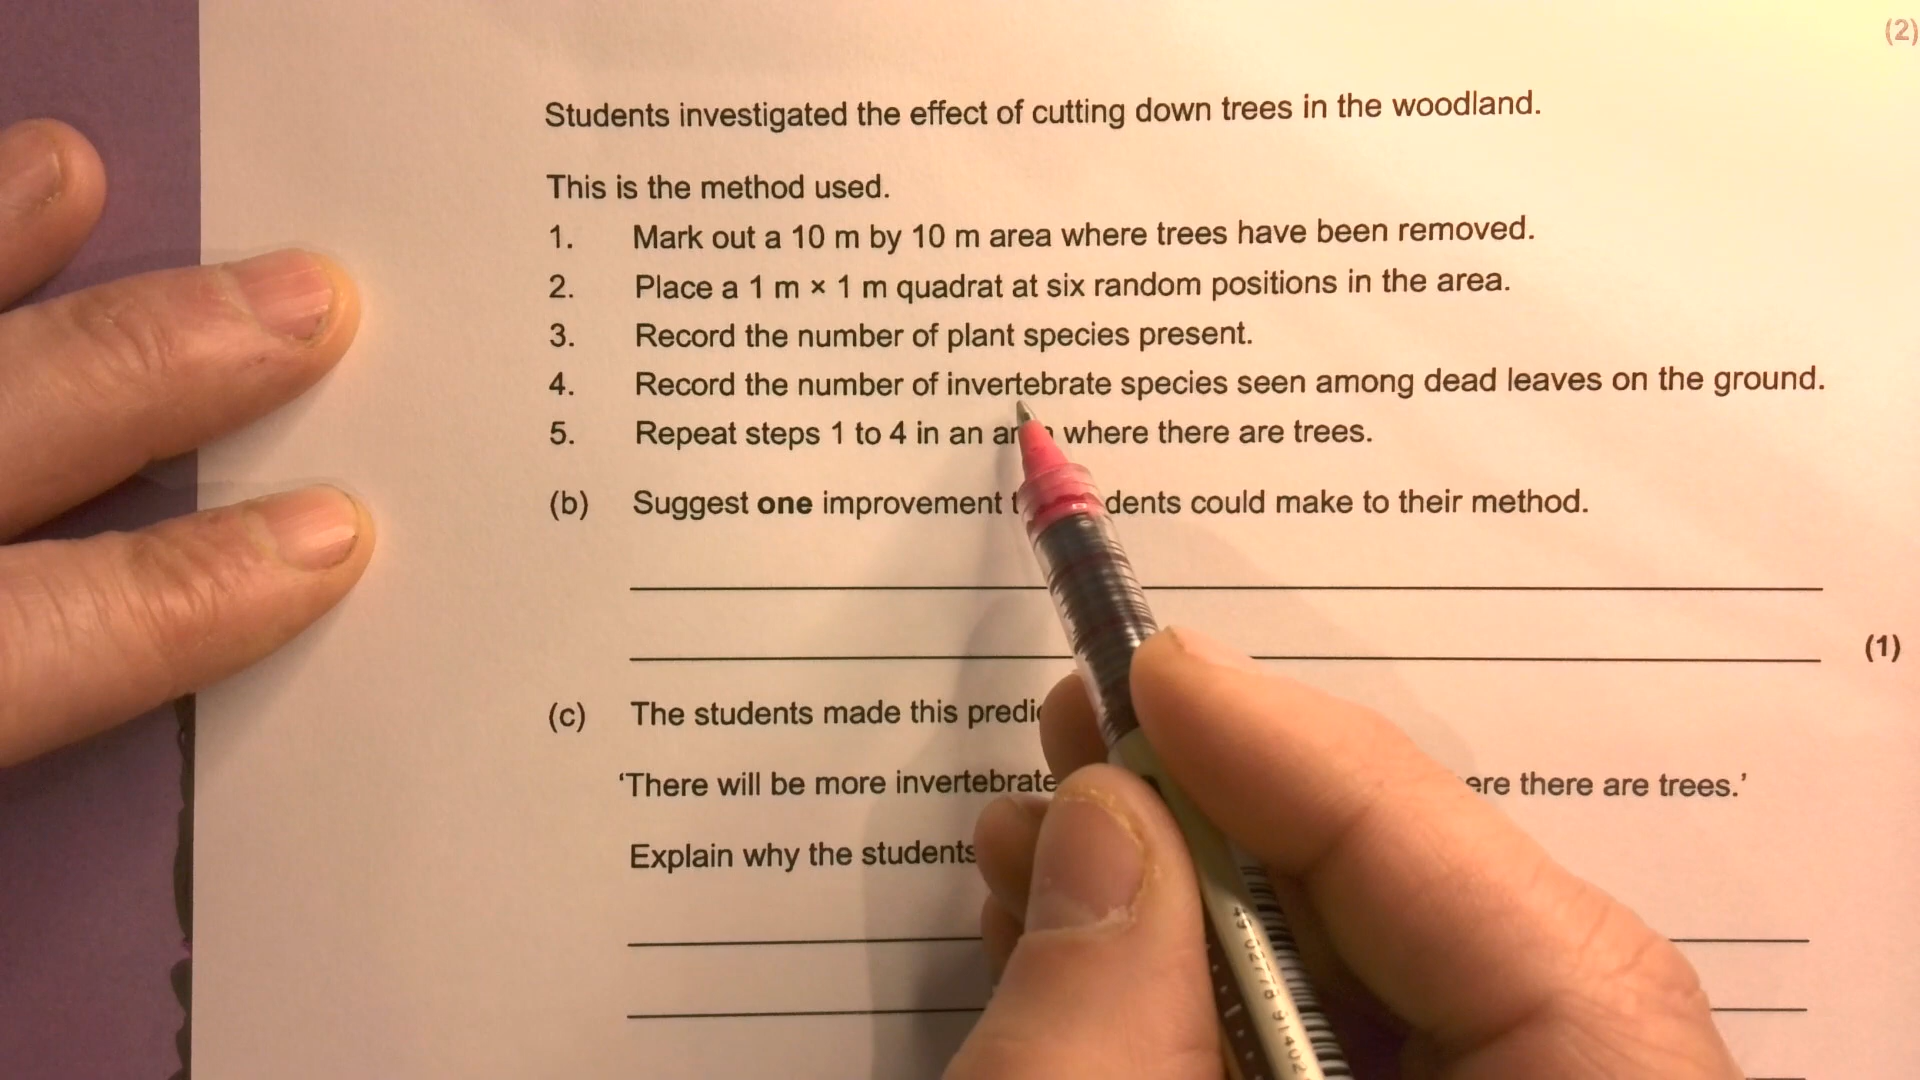 (2)
Students investigated the effect of cutting down trees in the woodland.
This is the method used.
1. Mark out a 10 m by 10 m area where trees have been removed.
2. Place a 1 m × 1 m quadrat at six random positions in the area.
3. Record the number of plant species present.
4. Record the number of invertebrate species seen among dead leaves on the ground.
5. Repeat steps 1 to 4 in an where there are trees.
(b) Suggest one improvement could make to their method.
(1)
(c) The students made this
‘There will be more there are trees.’
Explain why the students